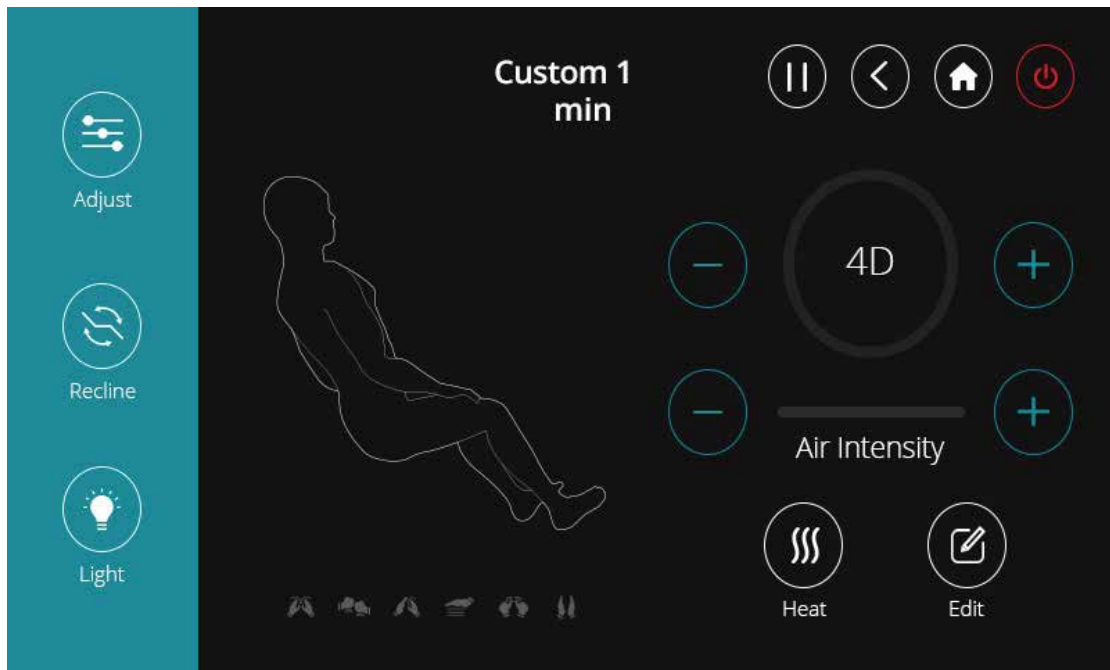 Custom 1
min
Adjust
4D
Recline
Air Intensity
Light
Heat
Edit